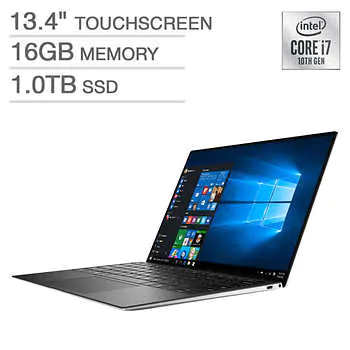 13.4" TOUCHSCREEN
16GB MEMORY
1.0TB SSD
intel
CORE i7
10TH GEN